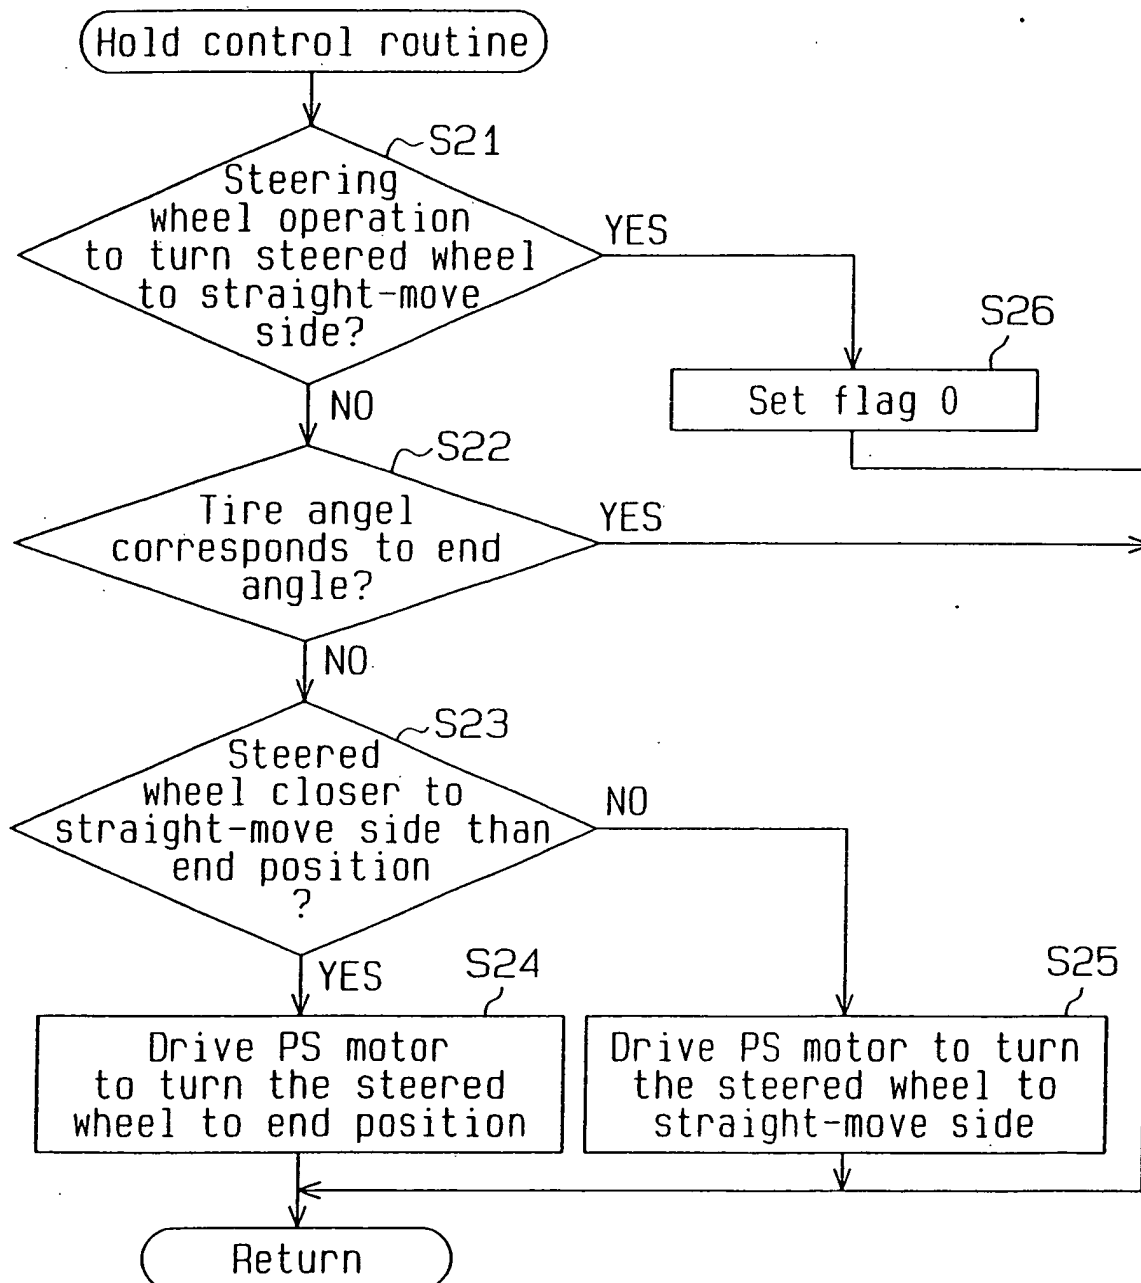 Hold control routine
S21
Steering
wheel operation
to turn steered wheel
to straight-move
side?
YES
S26
Set flag 0
NO
S22
Tire angel
corresponds to end
angle?
YES
NO
S23
Steered
wheel closer to
straight-move side than
end position
?
NO
YES
S24
Drive PS motor
to turn the steered
wheel to end position
S25
Drive PS motor to turn
the steered wheel to
straight-move side
Return